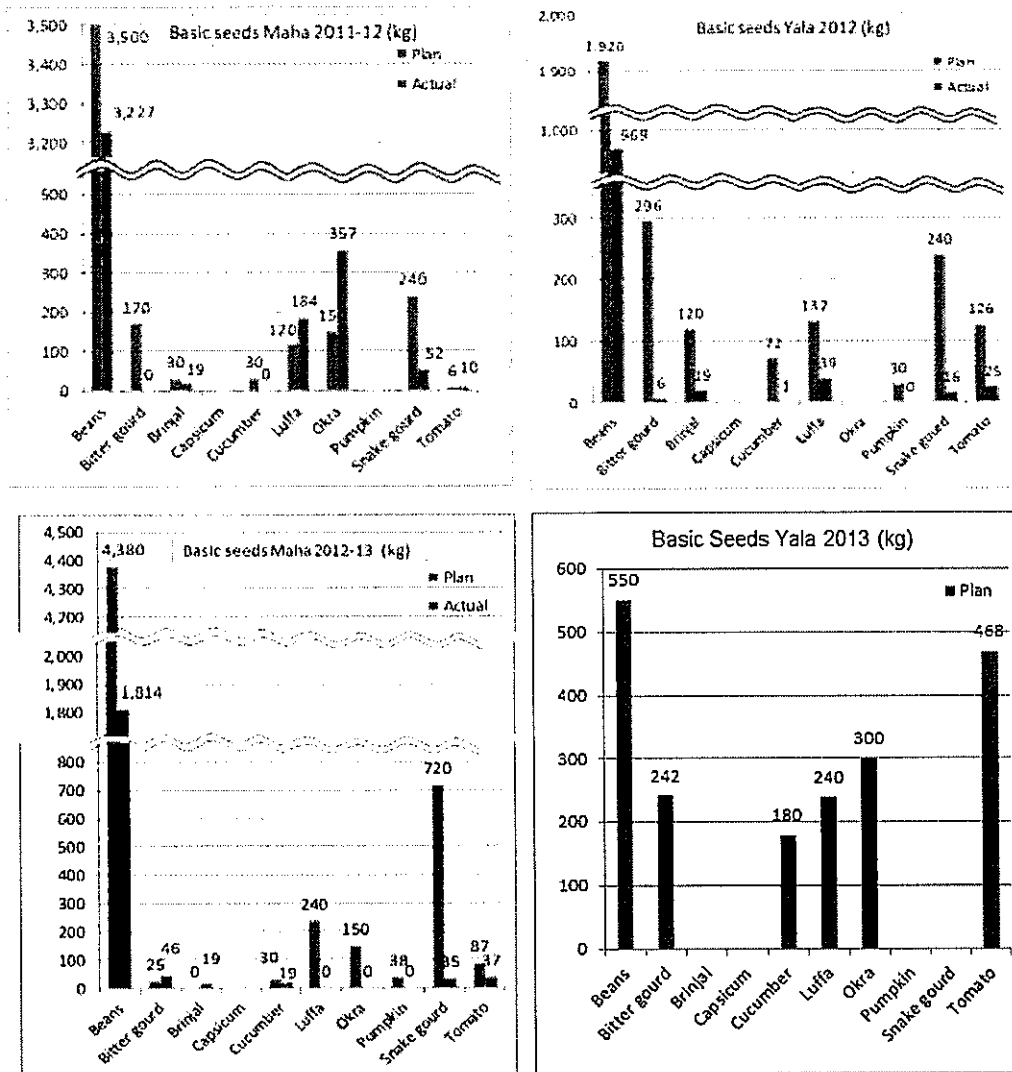 Basic seeds Maha 2011-12 (kg)
Plan
Actual
3,500
3,400
3,300
3,200
500
400
300
200
100
0
3,500
3,227
170
0
30
19
30
0
120
184
357
240
52
6
10
Beans
Bitter gourd
Brinjal
Capsicum
Cucumber
Luffa
Okra
Pumpkin
Snake gourd
Tomato
Basic seeds Yala 2012 (kg)
Plan
Actual
2,000
1,900
1,000
300
200
100
0
1,920
969
296
6
120
19
72
1
39
30
0
240
16
126
Beans
Bitter gourd
Brinjal
Capsicum
Cucumber
Luffa
Okra
Pumpkin
Snake gourd
Tomato
Basic seeds Maha 2012-13 (kg)
Plan
Actual
4,500
4,400
4,300
4,200
2,000
1,900
1,800
800
700
600
500
400
300
200
100
0
4,380
1,814
25
46
0
19
30
19
240
0
150
0
38
0
720
35
87
37
Beans
Bitter gourd
Brinjal
Capsicum
Cucumber
Luffa
Okra
Pumpkin
Snake gourd
Tomato
Basic Seeds Yala 2013 (kg)
Plan
600
500
400
300
200
100
0
550
242
180
240
300
468
Beans
Bitter gourd
Brinjal
Capsicum
Cucumber
Luffa
Okra
Pumpkin
Snake gourd
Tomato